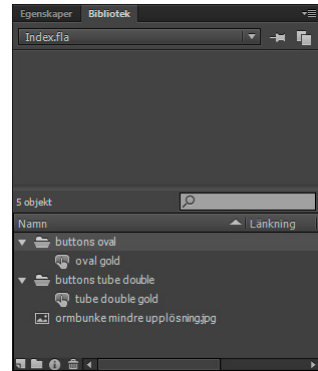 Egenskaper Bibliotek
Index.fla
5 objekt
Namn Länkning
buttons oval
oval gold
buttons tube double
tube double gold
ormbunke mindre upplösning.jpg